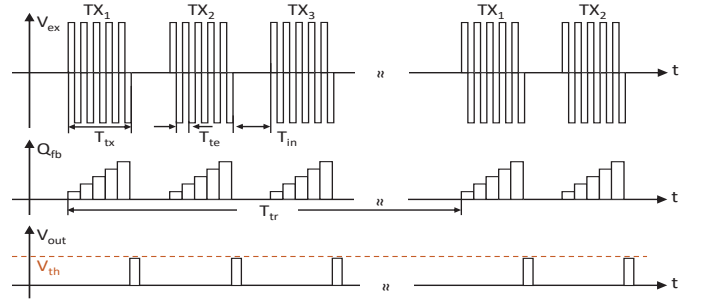 TX1 TX2 TX3 TX1 TX2
Vex
≈ t
Ttx Tte Tin
Qfb
≈ t
Ttr
Vout
Vth
≈ t